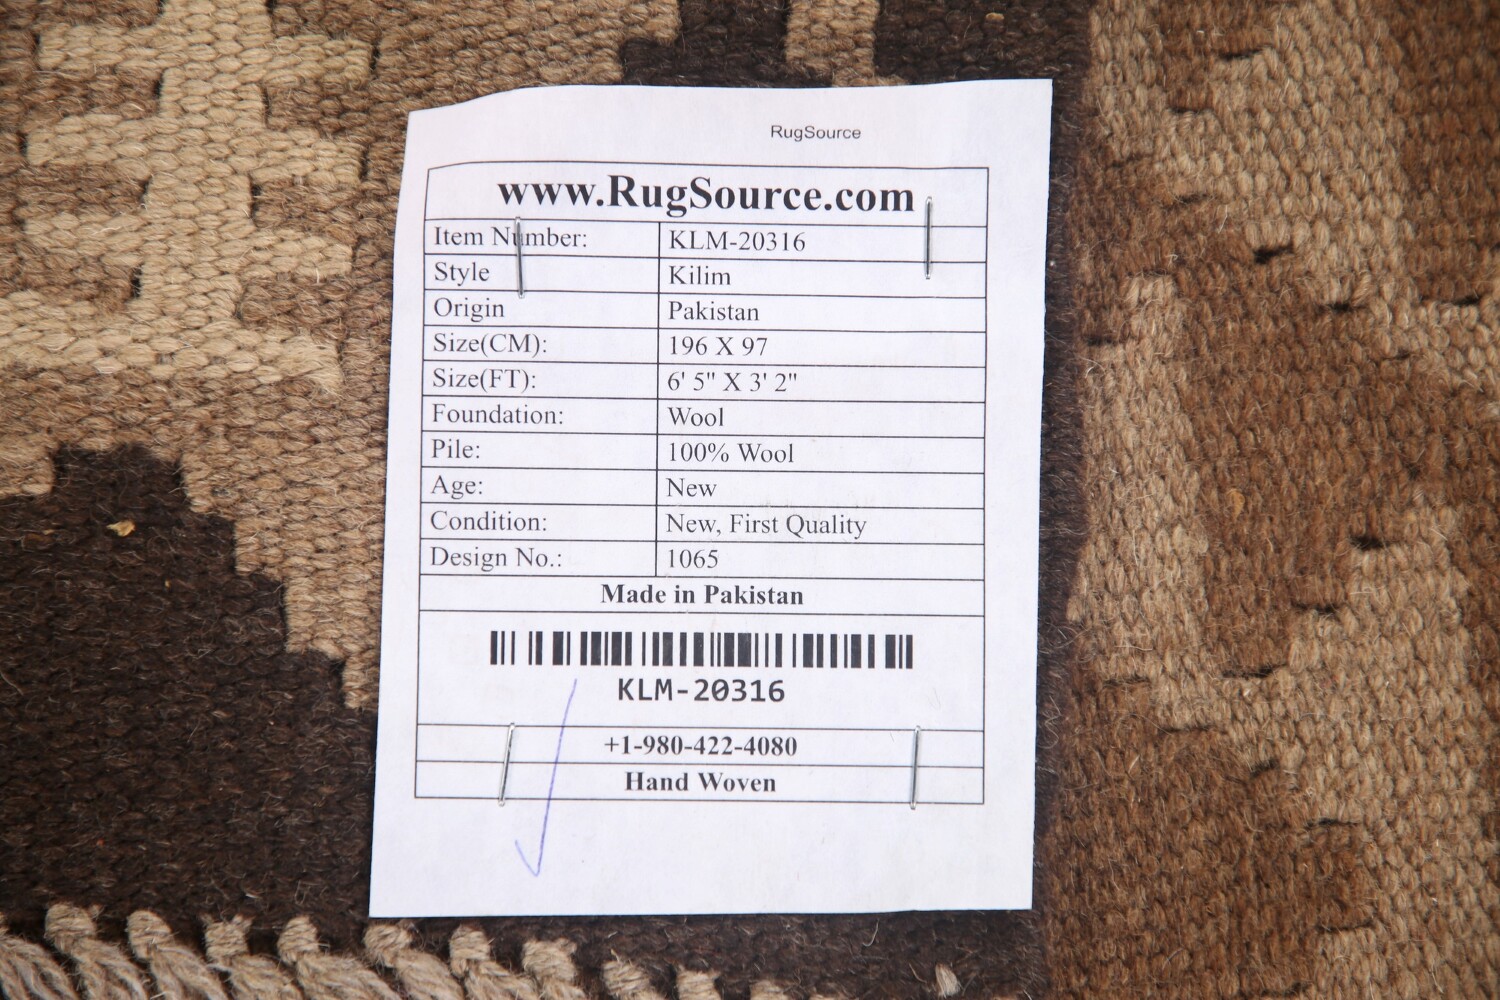 RugSource
www.RugSource.com
Item Number: KLM-20316
Style Kilim
Origin Pakistan
Size(CM): 196 X 97
Size(FT): 6' 5" X 3' 2"
Foundation: Wool
Pile: 100% Wool
Age: New
Condition: New, First Quality
Design No.: 1065
Made in Pakistan
KLM-20316
+1-980-422-4080
Hand Woven